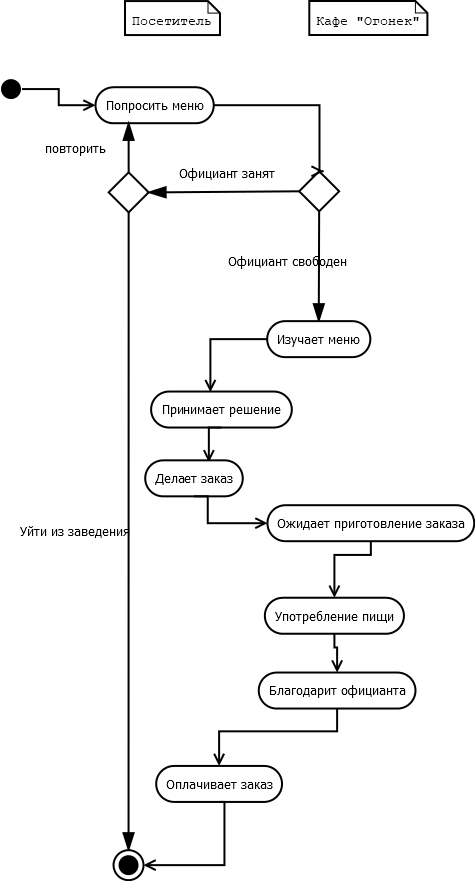 Посетитель
Кафе "Огонек"
Попросить меню
повторить
Официант занят
Официант свободен
Изучает меню
Принимает решение
Делает заказ
Ожидает приготовление заказа
Уйти из заведения
Употребление пищи
Благодарит официанта
Оплачивает заказ